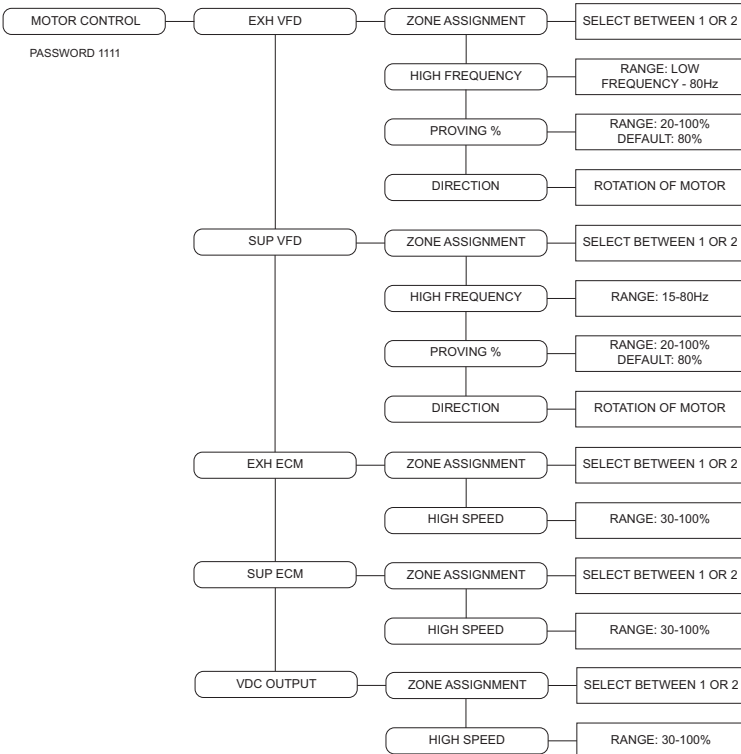 MOTOR CONTROL
EXH VFD
ZONE ASSIGNMENT
SELECT BETWEEN 1 OR 2
PASSWORD 1111
HIGH FREQUENCY
RANGE: LOW
FREQUENCY - 80Hz
PROVING %
RANGE: 20-100%
DEFAULT: 80%
DIRECTION
ROTATION OF MOTOR
SUP VFD
ZONE ASSIGNMENT
SELECT BETWEEN 1 OR 2
HIGH FREQUENCY
RANGE: 15-80Hz
PROVING %
RANGE: 20-100%
DEFAULT: 80%
DIRECTION
ROTATION OF MOTOR
EXH ECM
ZONE ASSIGNMENT
SELECT BETWEEN 1 OR 2
HIGH SPEED
RANGE: 30-100%
SUP ECM
ZONE ASSIGNMENT
SELECT BETWEEN 1 OR 2
HIGH SPEED
RANGE: 30-100%
VDC OUTPUT
ZONE ASSIGNMENT
SELECT BETWEEN 1 OR 2
HIGH SPEED
RANGE: 30-100%